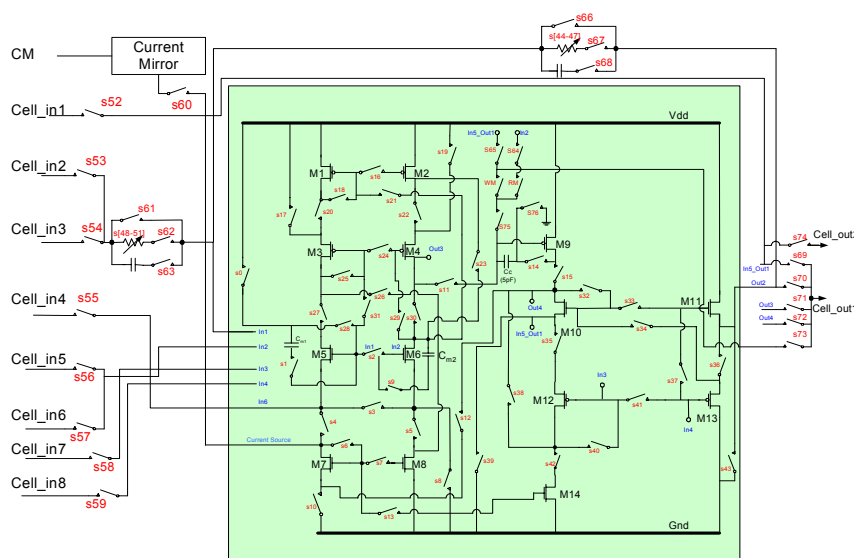 s66
s[44-47]
s67
s68
CM
Current
Mirror
s60
Cell_in1
s52
Cell_in2
s53
Cell_in3
s54
s61
s[48-51]
s62
s63
Cell_in4
s55
Cell_in5
s56
Cell_in6
s57
Cell_in7
s58
Cell_in8
s59
Vdd
In5_Out1
In2
s19
S65
S64
M1
s16
M2
s18
s21
WM
RM
s17
s20
s22
S75
S76
M3
s24
M4
Out3
M9
s23
Cc
(5pF)
s14
s15
s0
s25
s26
s11
s32
Out4
s33
M11
s27
s31
s29
s30
In5_Out1
M10
s34
s28
In1
In2
In3
In4
In6
M5
In1
s2
In2
M6
Cm2
s35
s1
s9
s36
s37
s38
In3
M12
s41
M13
In4
s4
s3
s5
s12
Current Source
s6
s39
s40
s42
s43
M7
s7
M8
s8
s10
s13
M14
Gnd
s74
Cell_out2
s69
In5_Out1
Out2
s70
s71
Cell_out1
Out3
s72
Out4
s73